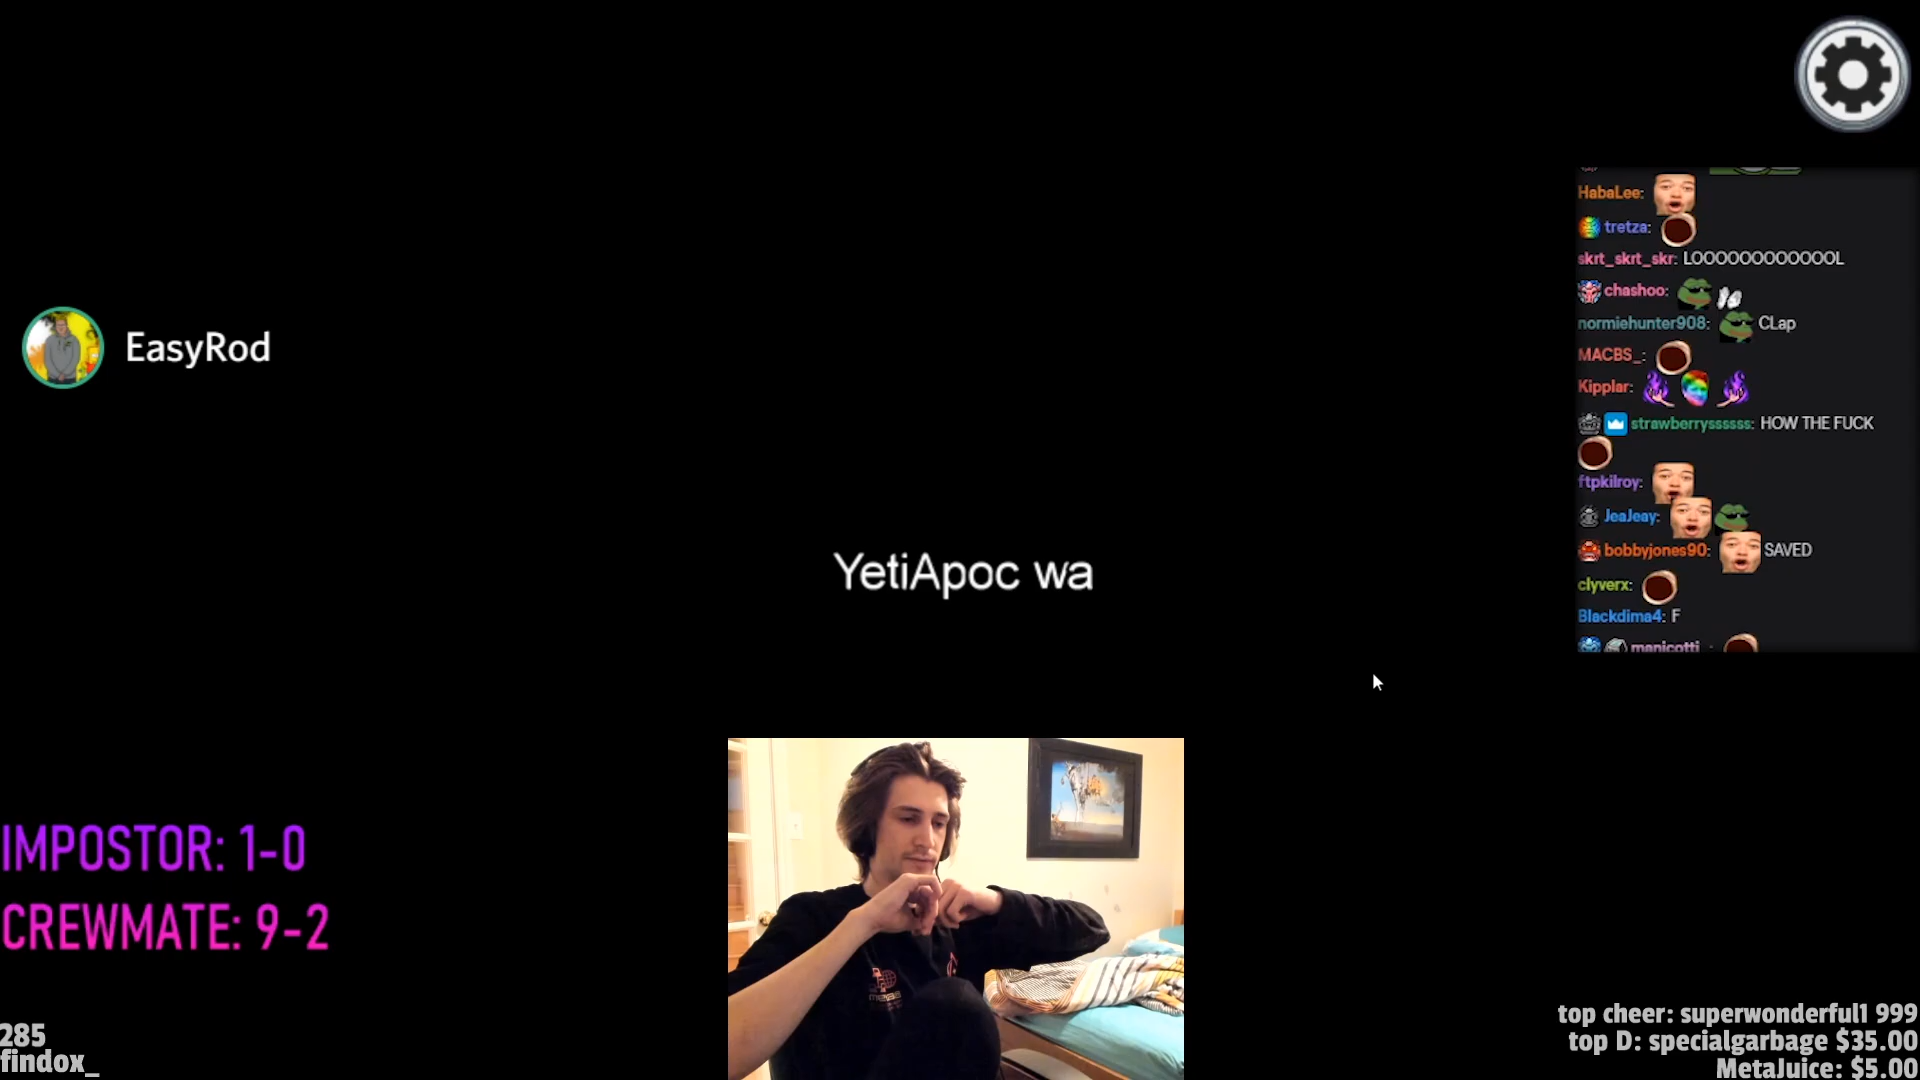 HabaLee:
tretza:
skrt_skrt_skr: LOOOOOOOOOOOOL
chashoo:
normiehunter908: CLap
MACBS_:
Kipplar:
strawberryssssss: HOW THE FUCK
ftpkilroy:
JeaJeay:
bobbyjones90: SAVED
clyverx:
Blackdima4: F
manicotti
EasyRod
YetiApoc wa
IMPOSTOR: 1-0
CREWMATE: 9-2
285
findox_
top cheer: superwonderful1 999
top D: specialgarbage $35.00
MetaJuice: $5.00